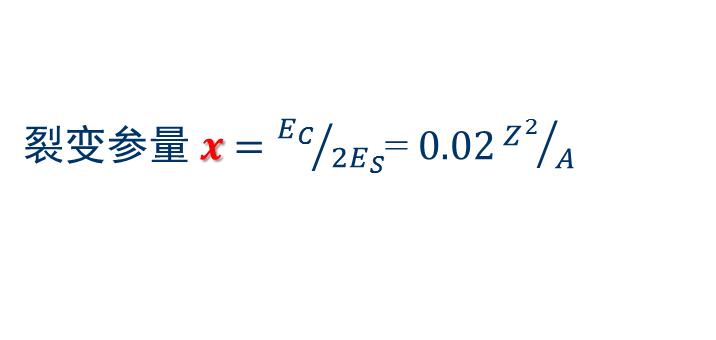 裂变参量 x = E_C/2E_S = 0.02 Z²/A